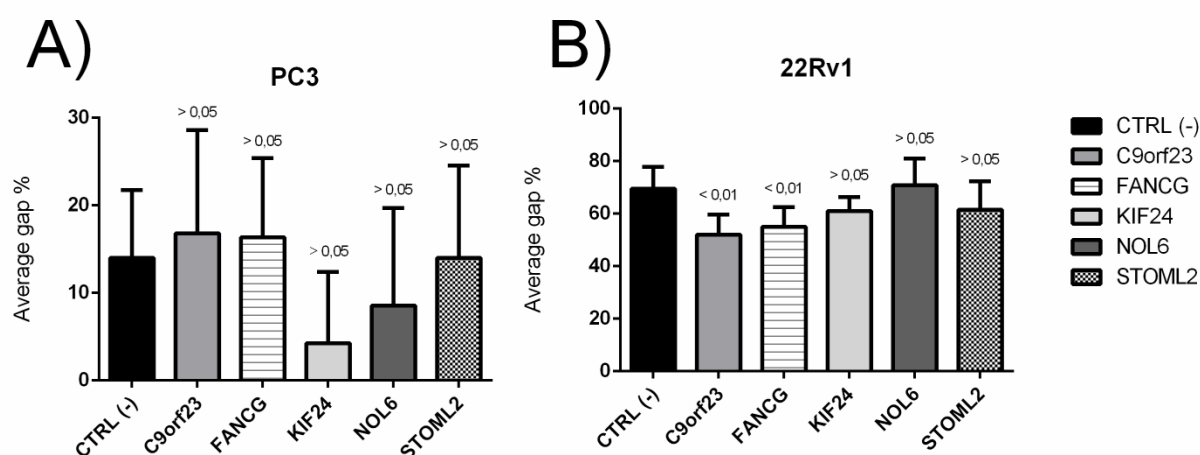 A)
PC3
Average gap %
30
20
10
0
> 0,05
> 0,05
> 0,05
> 0,05
> 0,05
CTRL (-)
C9orf23
FANCG
KIF24
NOL6
STOML2
B)
22Rv1
Average gap %
100
80
60
40
20
0
< 0,01
< 0,01
> 0,05
> 0,05
> 0,05
CTRL (-)
C9orf23
FANCG
KIF24
NOL6
STOML2
CTRL (-)
C9orf23
FANCG
KIF24
NOL6
STOML2